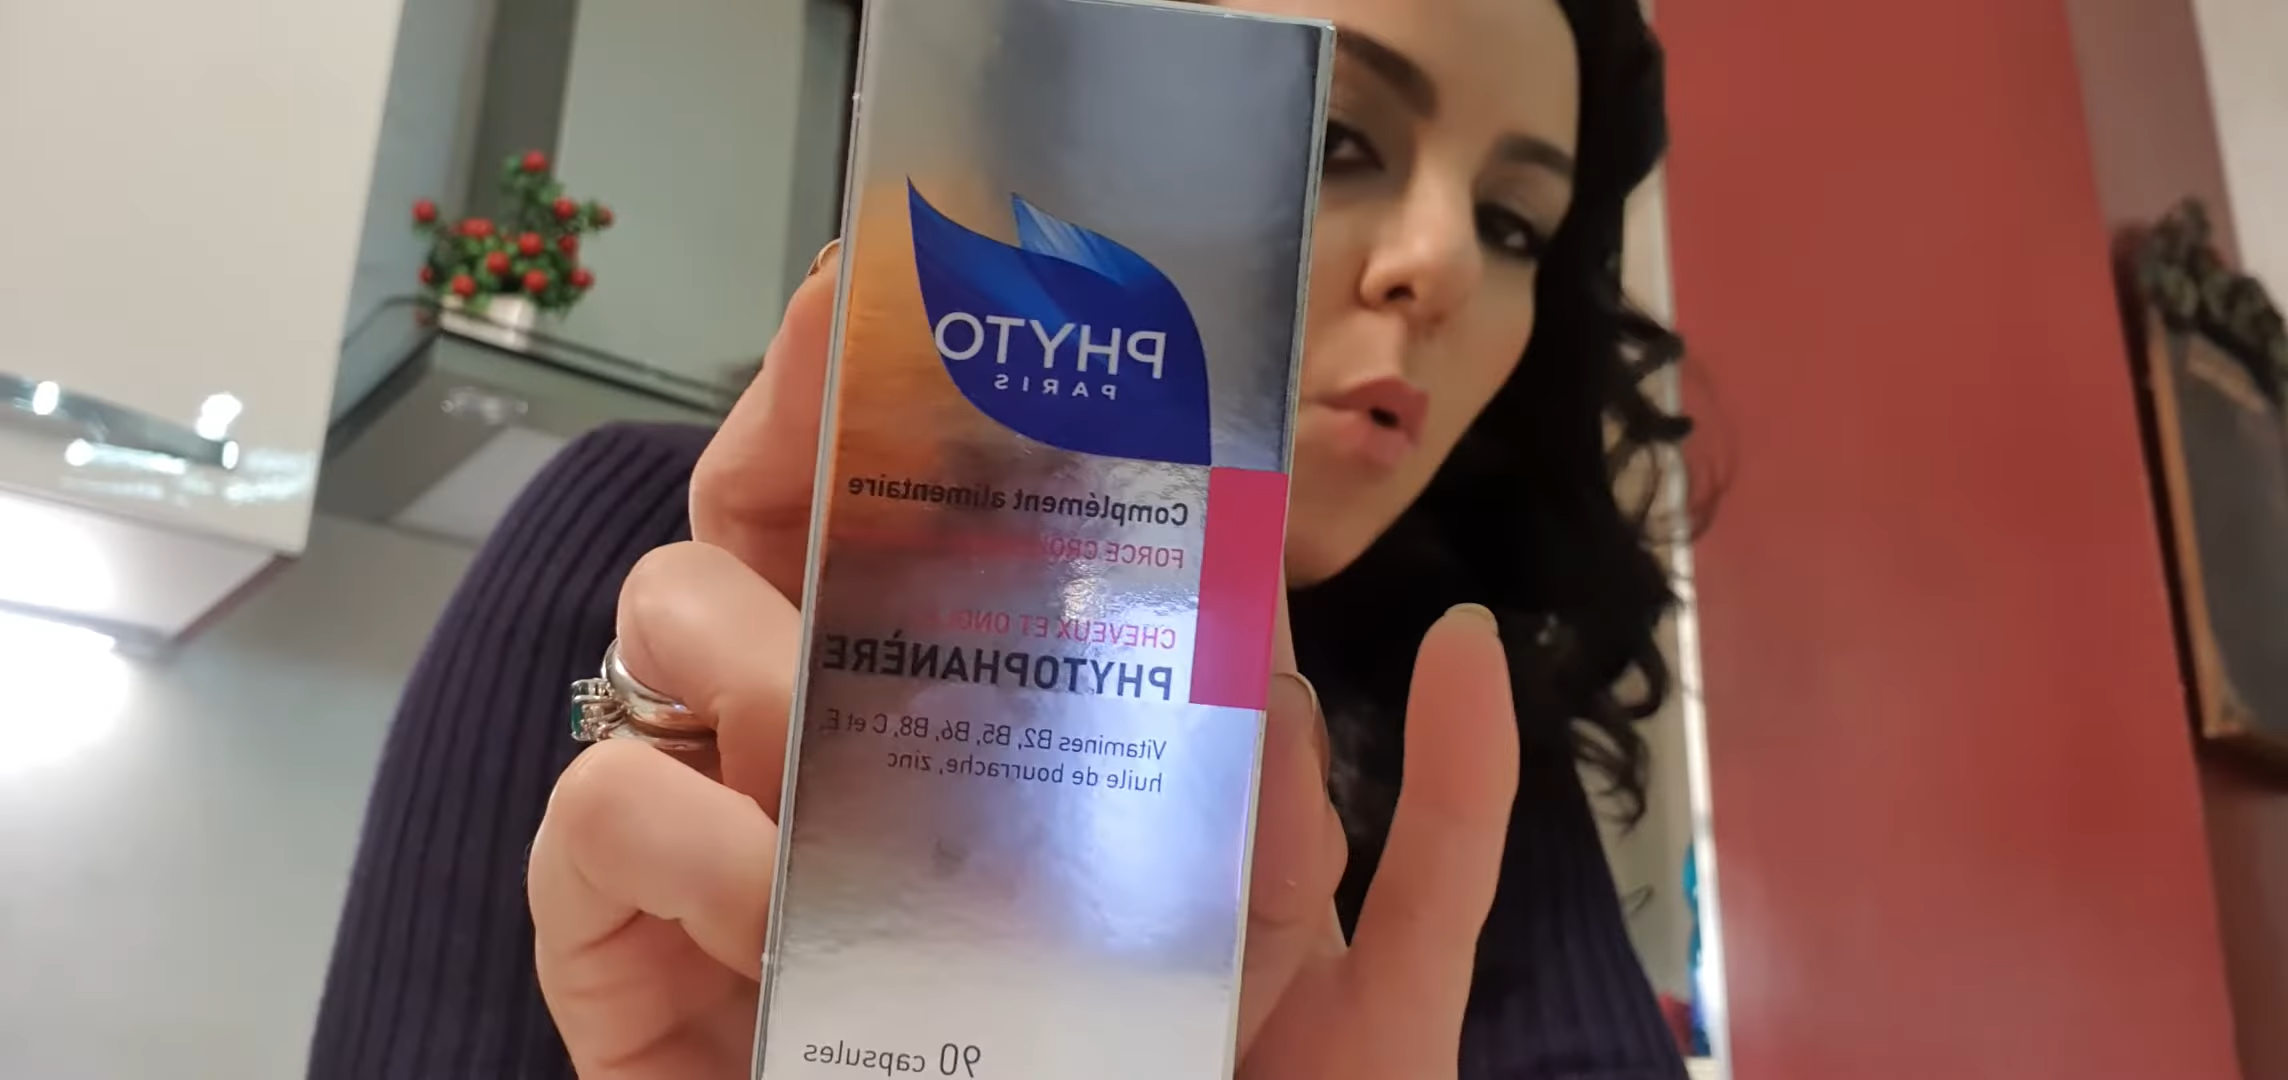 PHYTO
PARIS
Complément alimentaire
FORCE
CHEVEUX ET
PHYTOPHANÈRE
Vitamines B2, B5, B6, B8, C et E,
huile de bourrache, zinc
90 capsules